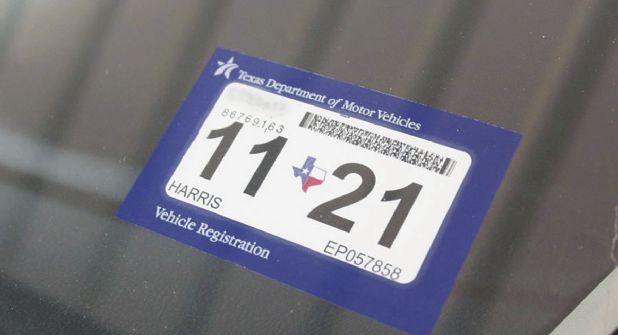 Texas Department of Motor Vehicles
86769163
11 21
HARRIS
EP057858
Vehicle Registration